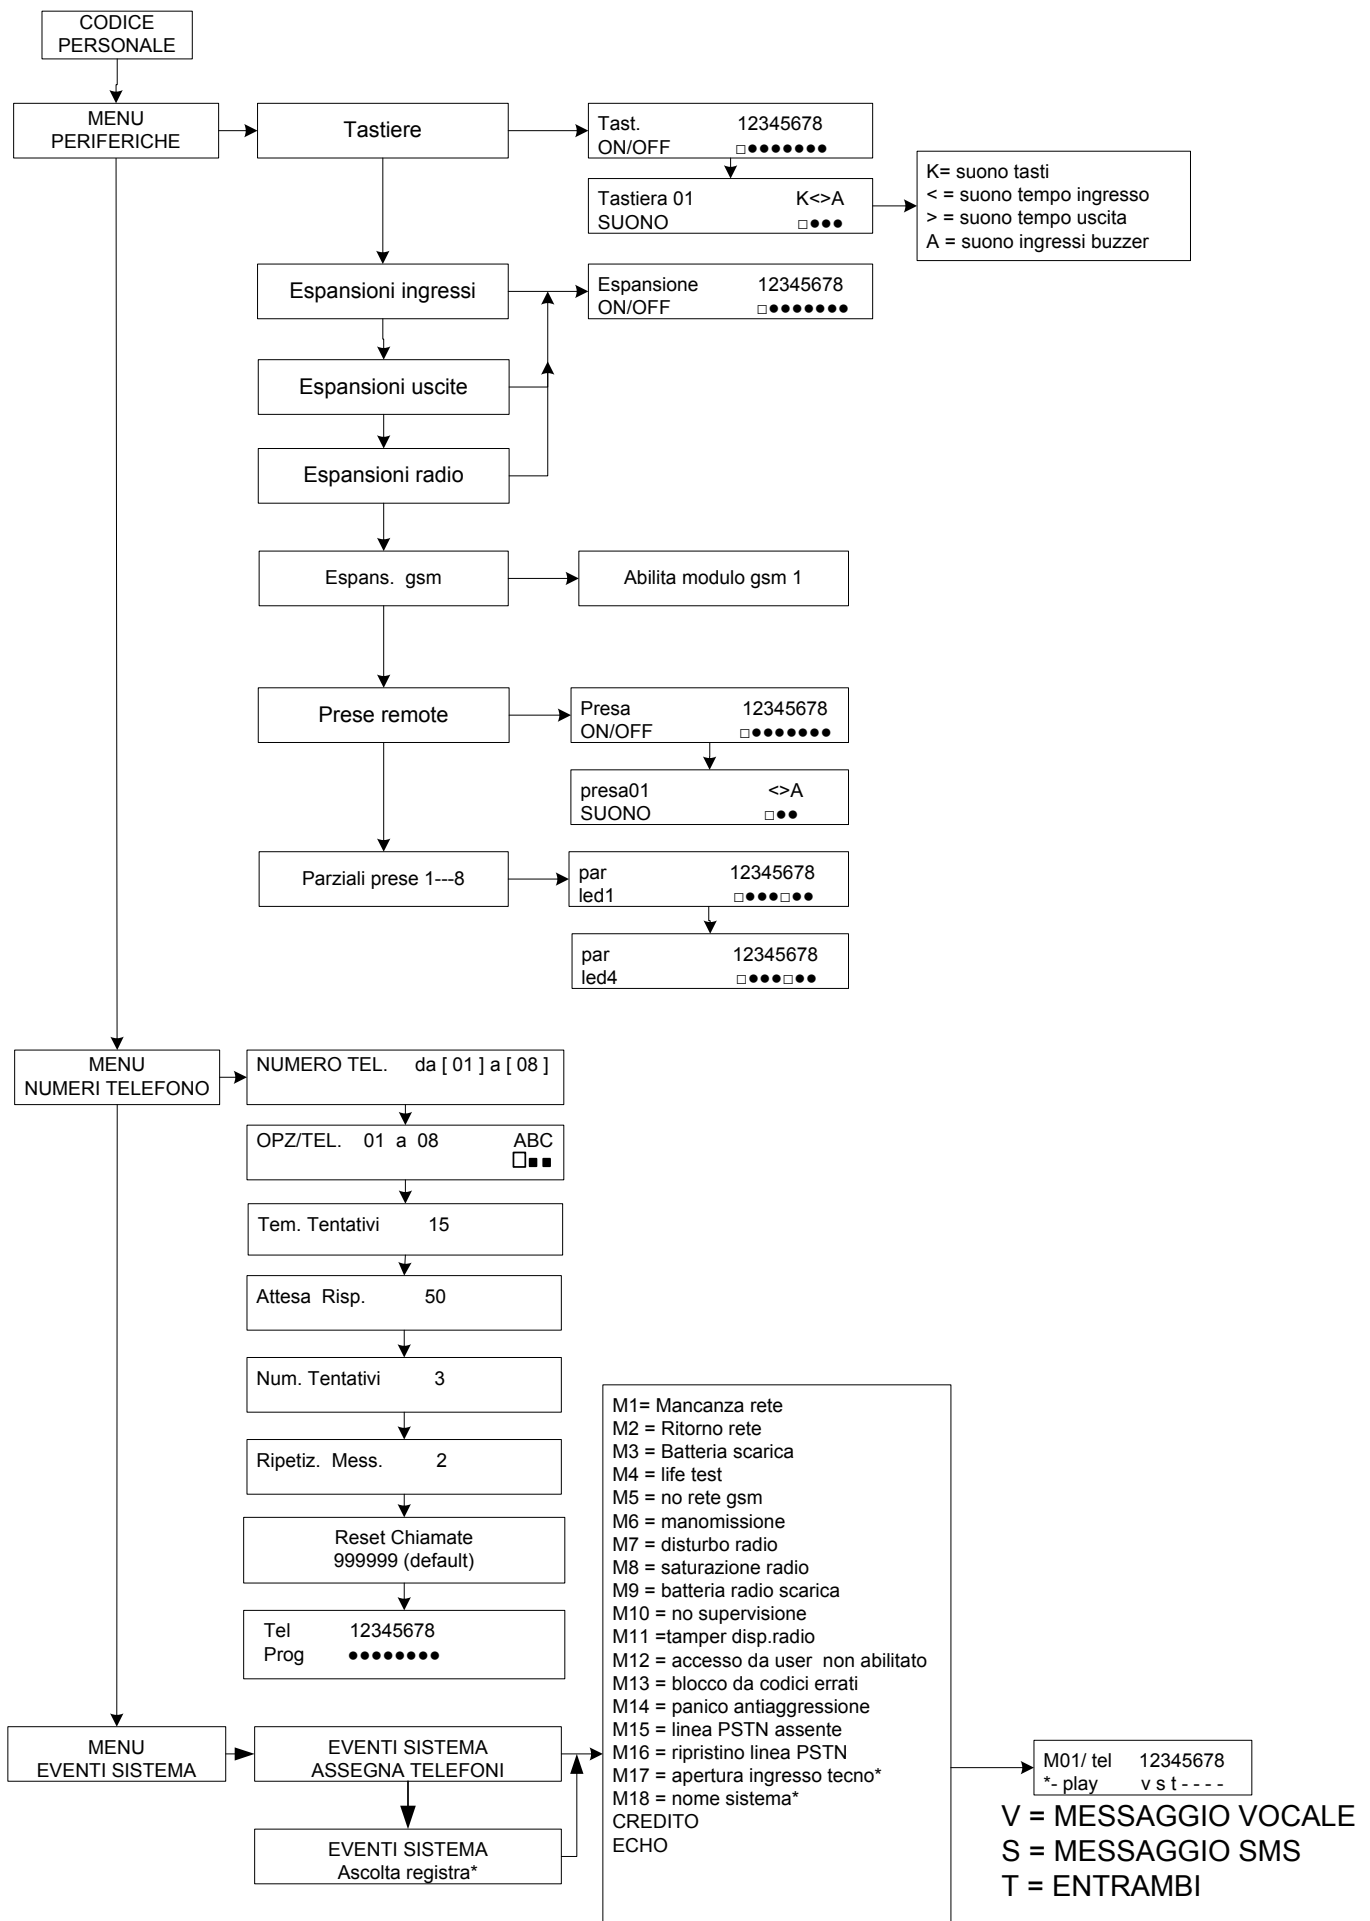 CODICE
PERSONALE
MENU
PERIFERICHE
Tastiere
Tast. 12345678
ON/OFF □●●●●●●●
Tastiera 01 K<>A
SUONO □●●●
K= suono tasti
< = suono tempo ingresso
> = suono tempo uscita
A = suono ingressi buzzer
Espansioni ingressi
Espansione 12345678
ON/OFF □●●●●●●●
Espansioni uscite
Espansioni radio
Espans. gsm
Abilita modulo gsm 1
Prese remote
Presa 12345678
ON/OFF □●●●●●●●
presa01 <>A
SUONO □●●
Parziali prese 1---8
par 12345678
led1 □●●●□●●
par 12345678
led4 □●●●□●●
MENU
NUMERI TELEFONO
NUMERO TEL. da [ 01 ] a [ 08 ]
OPZ/TEL. 01 a 08 ABC
□■■
Tem. Tentativi 15
Attesa Risp. 50
Num. Tentativi 3
Ripetiz. Mess. 2
Reset Chiamate
999999 (default)
Tel 12345678
Prog ●●●●●●●●
MENU
EVENTI SISTEMA
EVENTI SISTEMA
ASSEGNA TELEFONI
EVENTI SISTEMA
Ascolta registra*
M1= Mancanza rete
M2 = Ritorno rete
M3 = Batteria scarica
M4 = life test
M5 = no rete gsm
M6 = manomissione
M7 = disturbo radio
M8 = saturazione radio
M9 = batteria radio scarica
M10 = no supervisione
M11 =tamper disp.radio
M12 = accesso da user non abilitato
M13 = blocco da codici errati
M14 = panico antiaggressione
M15 = linea PSTN assente
M16 = ripristino linea PSTN
M17 = apertura ingresso tecno*
M18 = nome sistema*
CREDITO
ECHO
M01/ tel 12345678
*- play v s t - - - -
V = MESSAGGIO VOCALE
S = MESSAGGIO SMS
T = ENTRAMBI